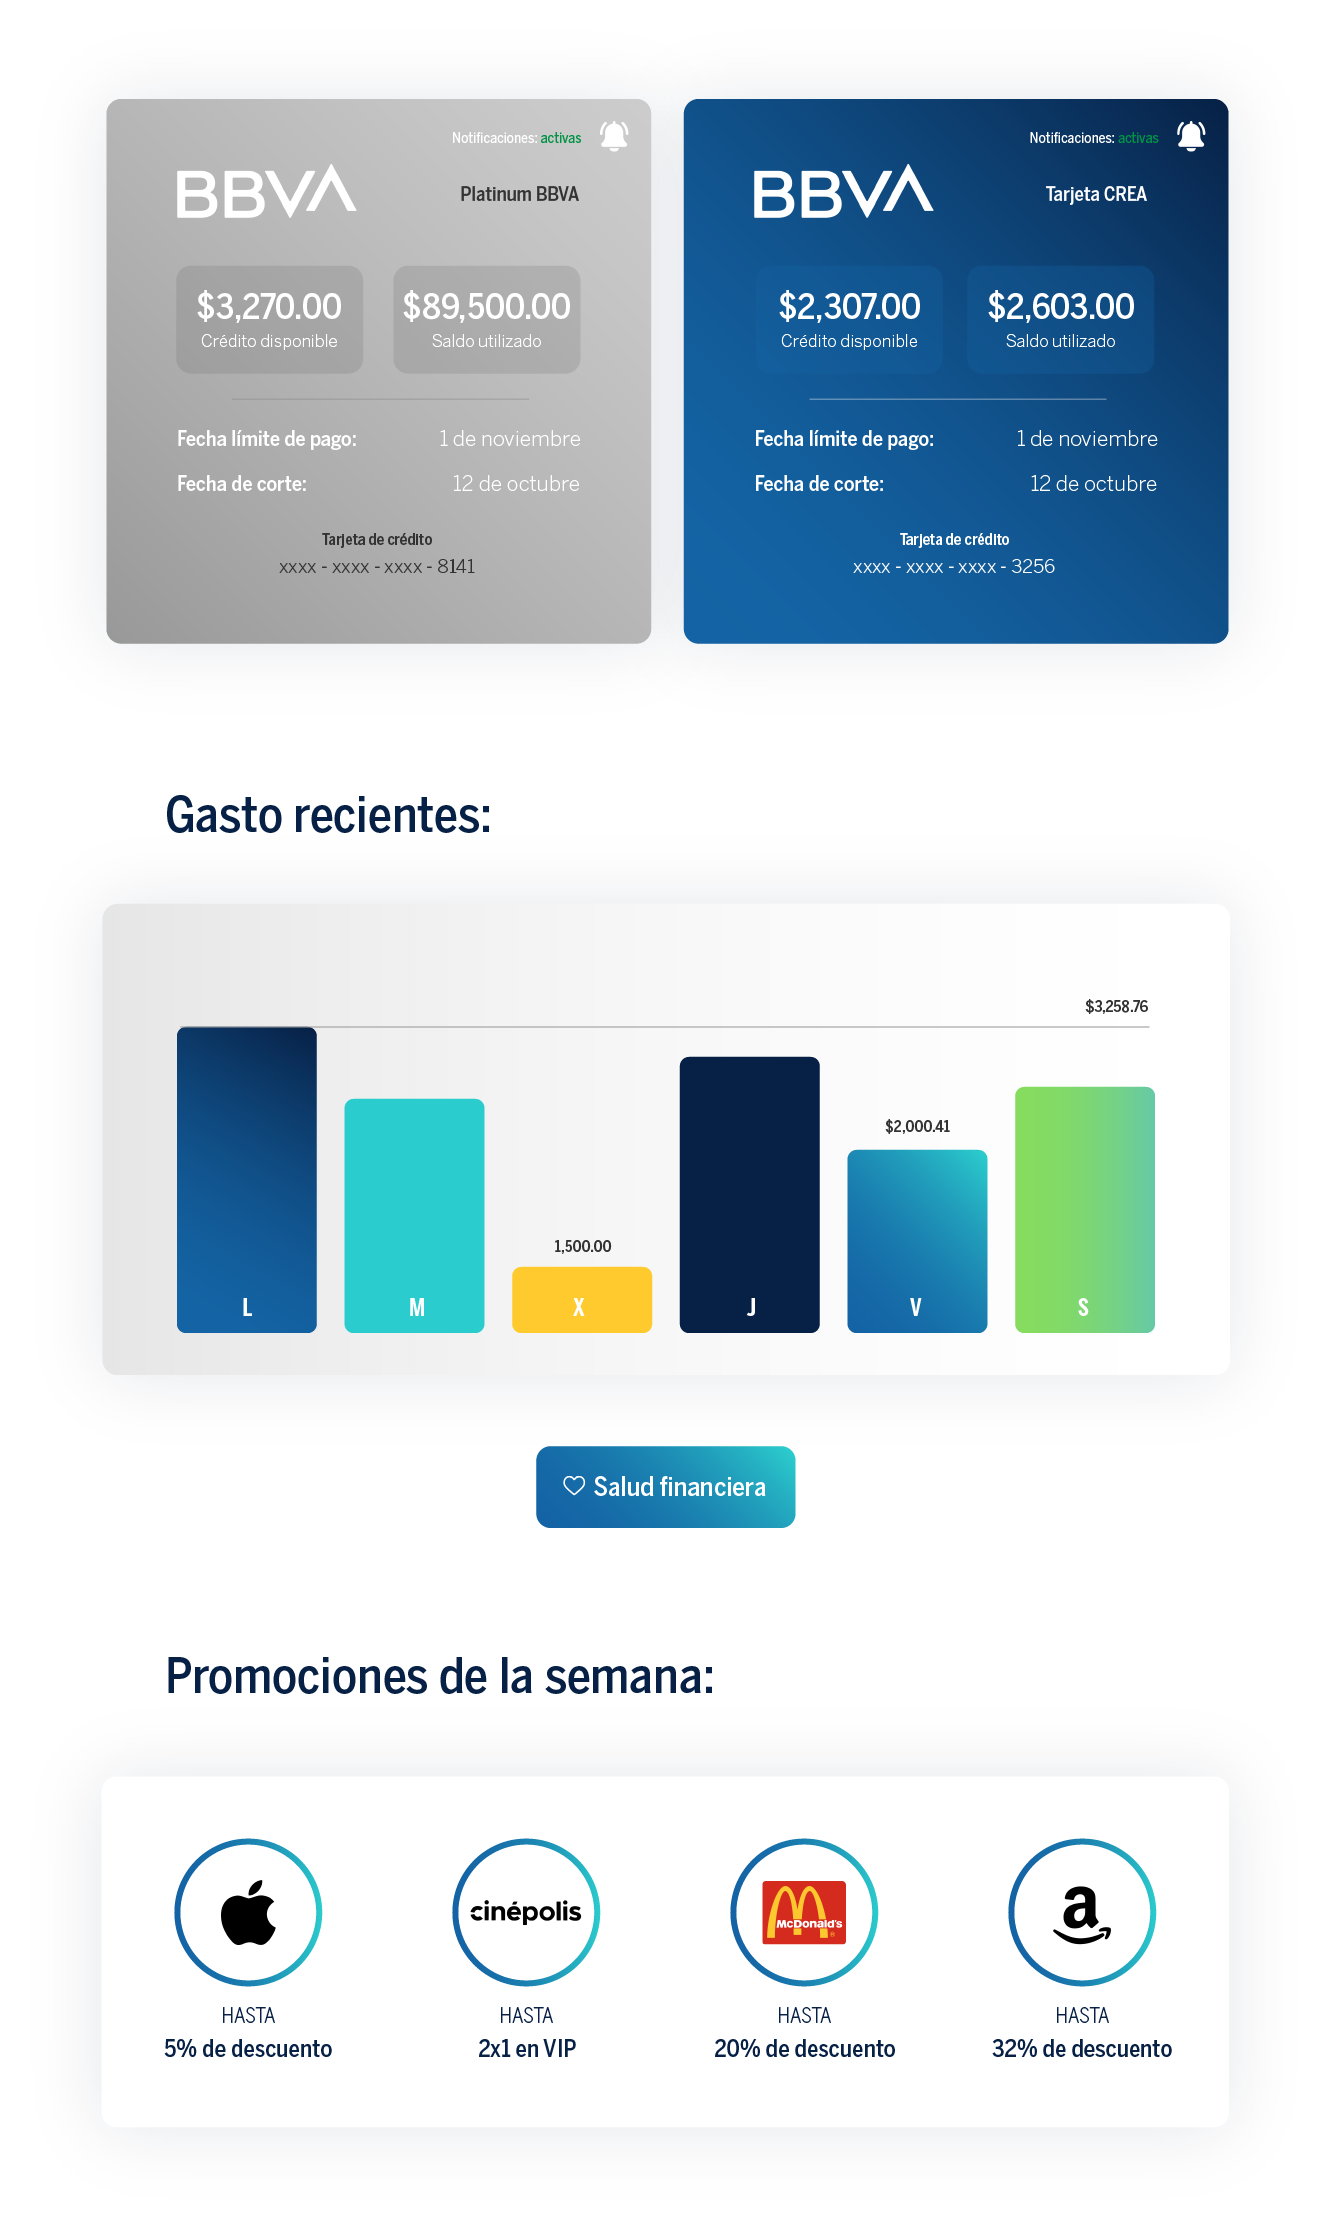 Notificaciones: activas
BBVA
Platinum BBVA
$3,270.00
Crédito disponible
$89,500.00
Saldo utilizado
Fecha límite de pago: 1 de noviembre
Fecha de corte: 12 de octubre
Tarjeta de crédito
xxxx - xxxx - xxxx - 8141
Notificaciones: activas
BBVA
Tarjeta CREA
$2,307.00
Crédito disponible
$2,603.00
Saldo utilizado
Fecha límite de pago: 1 de noviembre
Fecha de corte: 12 de octubre
Tarjeta de crédito
xxxx - xxxx - xxxx - 3256
Gasto recientes:
$3,258.76
$2,000.41
1,500.00
L M X J V S
Salud financiera
Promociones de la semana:
cinépolis
McDonald's
a
HASTA
5% de descuento
HASTA
2x1 en VIP
HASTA
20% de descuento
HASTA
32% de descuento